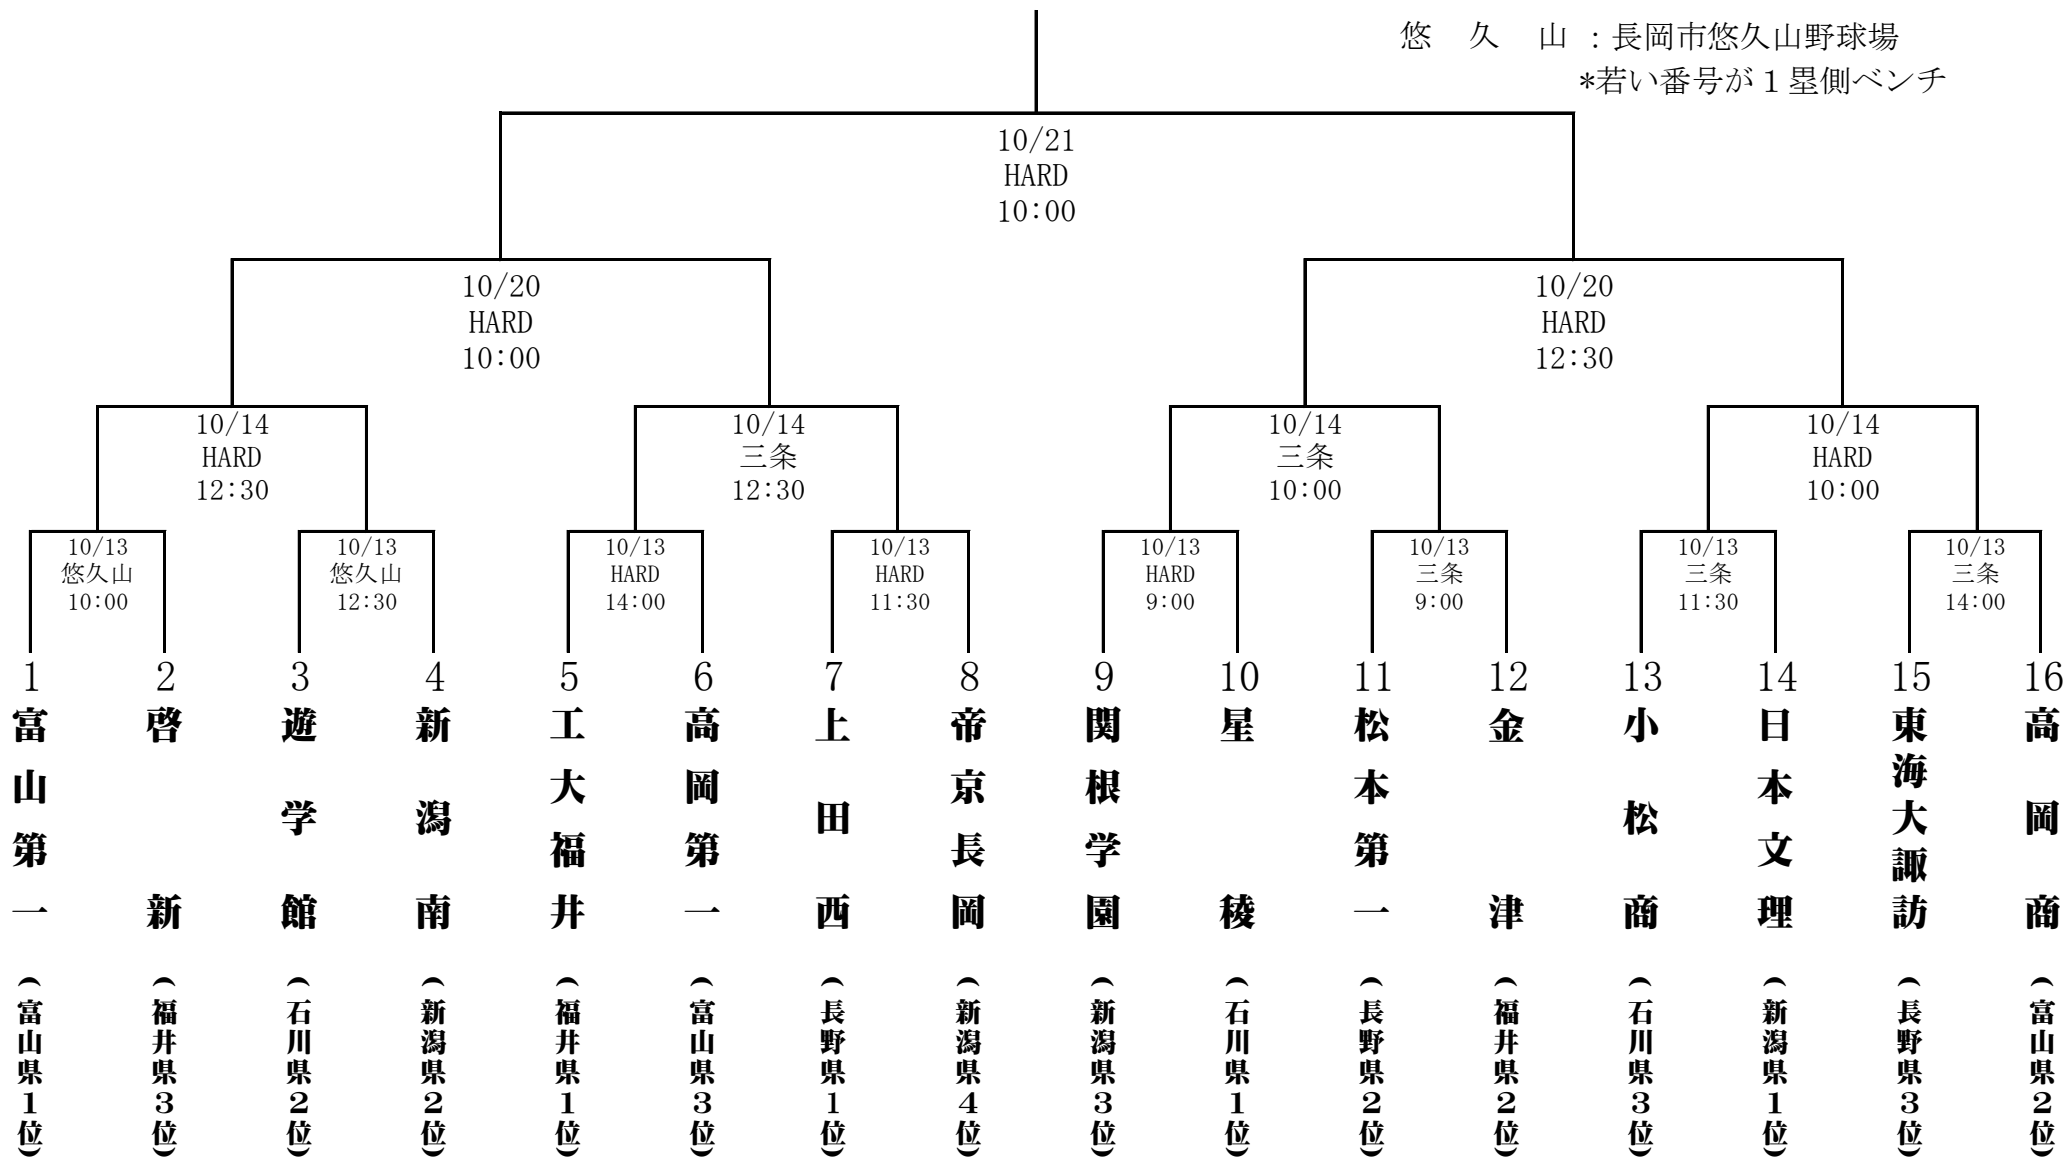 悠　久　山 : 長岡市悠久山野球場
*若い番号が１塁側ベンチ
10/21
HARD
10:00
10/20
HARD
10:00
10/20
HARD
12:30
10/14
HARD
12:30
10/14
三条
12:30
10/14
三条
10:00
10/14
HARD
10:00
10/13
悠久山
10:00
10/13
悠久山
12:30
10/13
HARD
14:00
10/13
HARD
11:30
10/13
HARD
9:00
10/13
三条
9:00
10/13
三条
11:30
10/13
三条
14:00
1
富山第一
(富山県１位)
2
啓新
(福井県３位)
3
遊学館
(石川県２位)
4
新潟南
(新潟県２位)
5
工大福井
(福井県１位)
6
高岡第一
(富山県３位)
7
上田西
(長野県１位)
8
帝京長岡
(新潟県４位)
9
関根学園
(新潟県３位)
10
星稜
(石川県１位)
11
松本第一
(長野県２位)
12
金津
(福井県２位)
13
小松商
(石川県３位)
14
日本文理
(新潟県１位)
15
東海大諏訪
(長野県３位)
16
高岡商
(富山県２位)